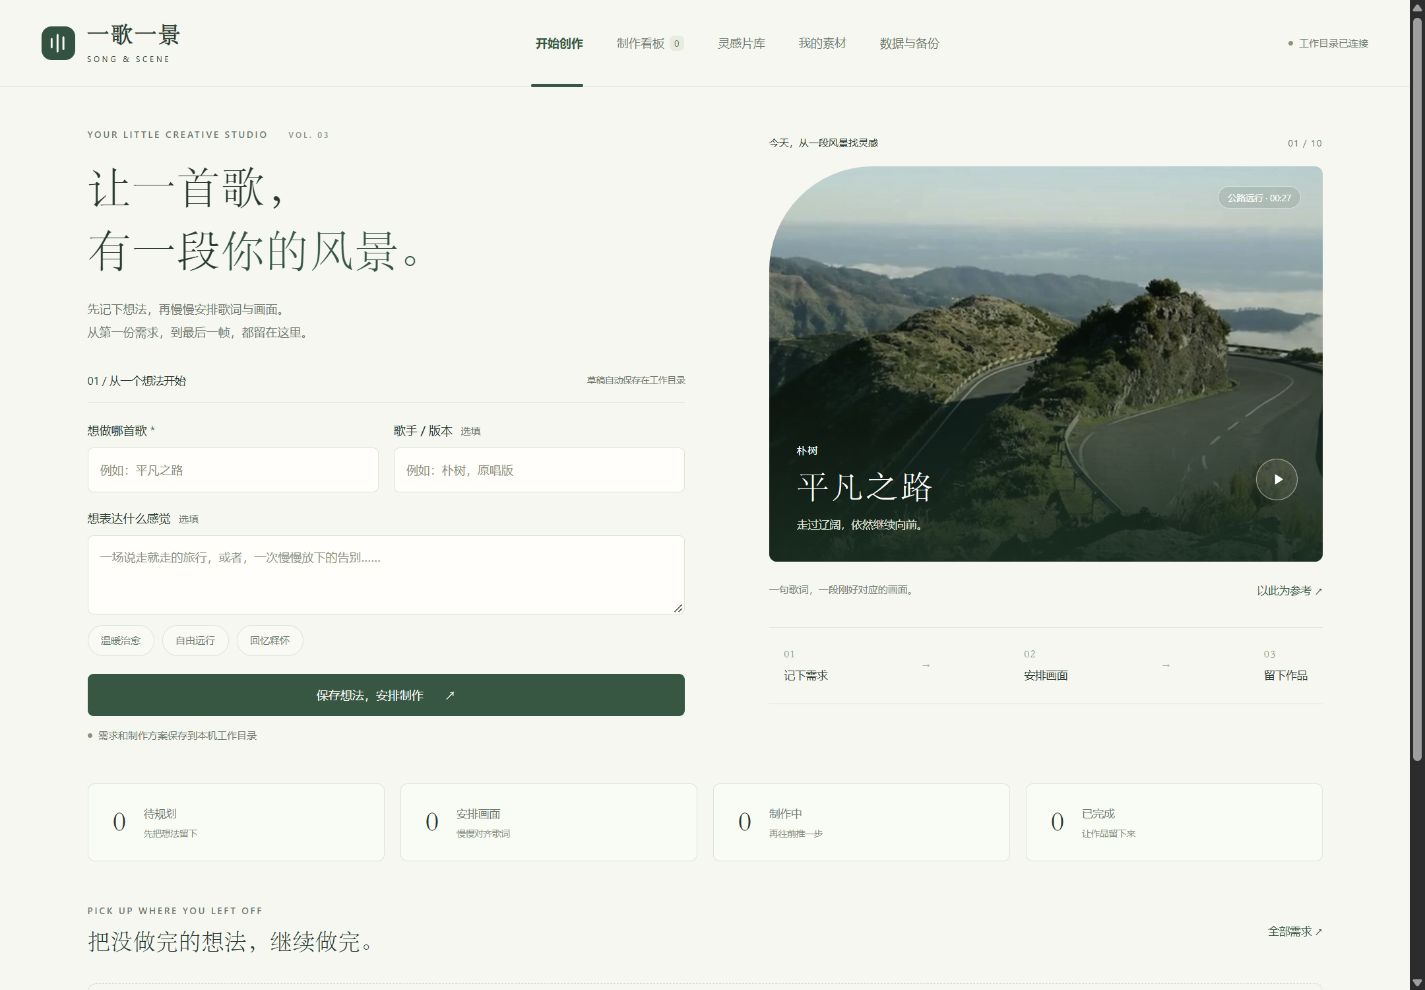 一歌一景
SONG & SCENE
开始创作
制作看板 0
灵感片库
我的素材
数据与备份
工作目录已连接
YOUR LITTLE CREATIVE STUDIO VOL. 03
让一首歌，
有一段你的风景。
先记下想法，再慢慢安排歌词与画面。
从第一份需求，到最后一帧，都留在这里。
01 / 从一个想法开始
草稿自动保存在工作目录
想做哪首歌 *
歌手 / 版本 选填
例如：平凡之路
例如：朴树，原唱版
想表达什么感觉 选填
一场说走就走的旅行，或者，一次慢慢放下的告别……
温暖治愈
自由远行
回忆释怀
保存想法，安排制作 ↗
需求和制作方案保存到本机工作目录
今天，从一段风景找灵感
01 / 10
公路远行 · 00:27
朴树
平凡之路
走过辽阔，依然继续向前。
一句歌词，一段刚好对应的画面。
以此为参考 ↗
01
记下需求
→
02
安排画面
→
03
留下作品
0
待规划
先把想法留下
0
安排画面
慢慢对齐歌词
0
制作中
再往前推一步
0
已完成
让作品留下来
PICK UP WHERE YOU LEFT OFF
把没做完的想法，继续做完。
全部需求 ↗